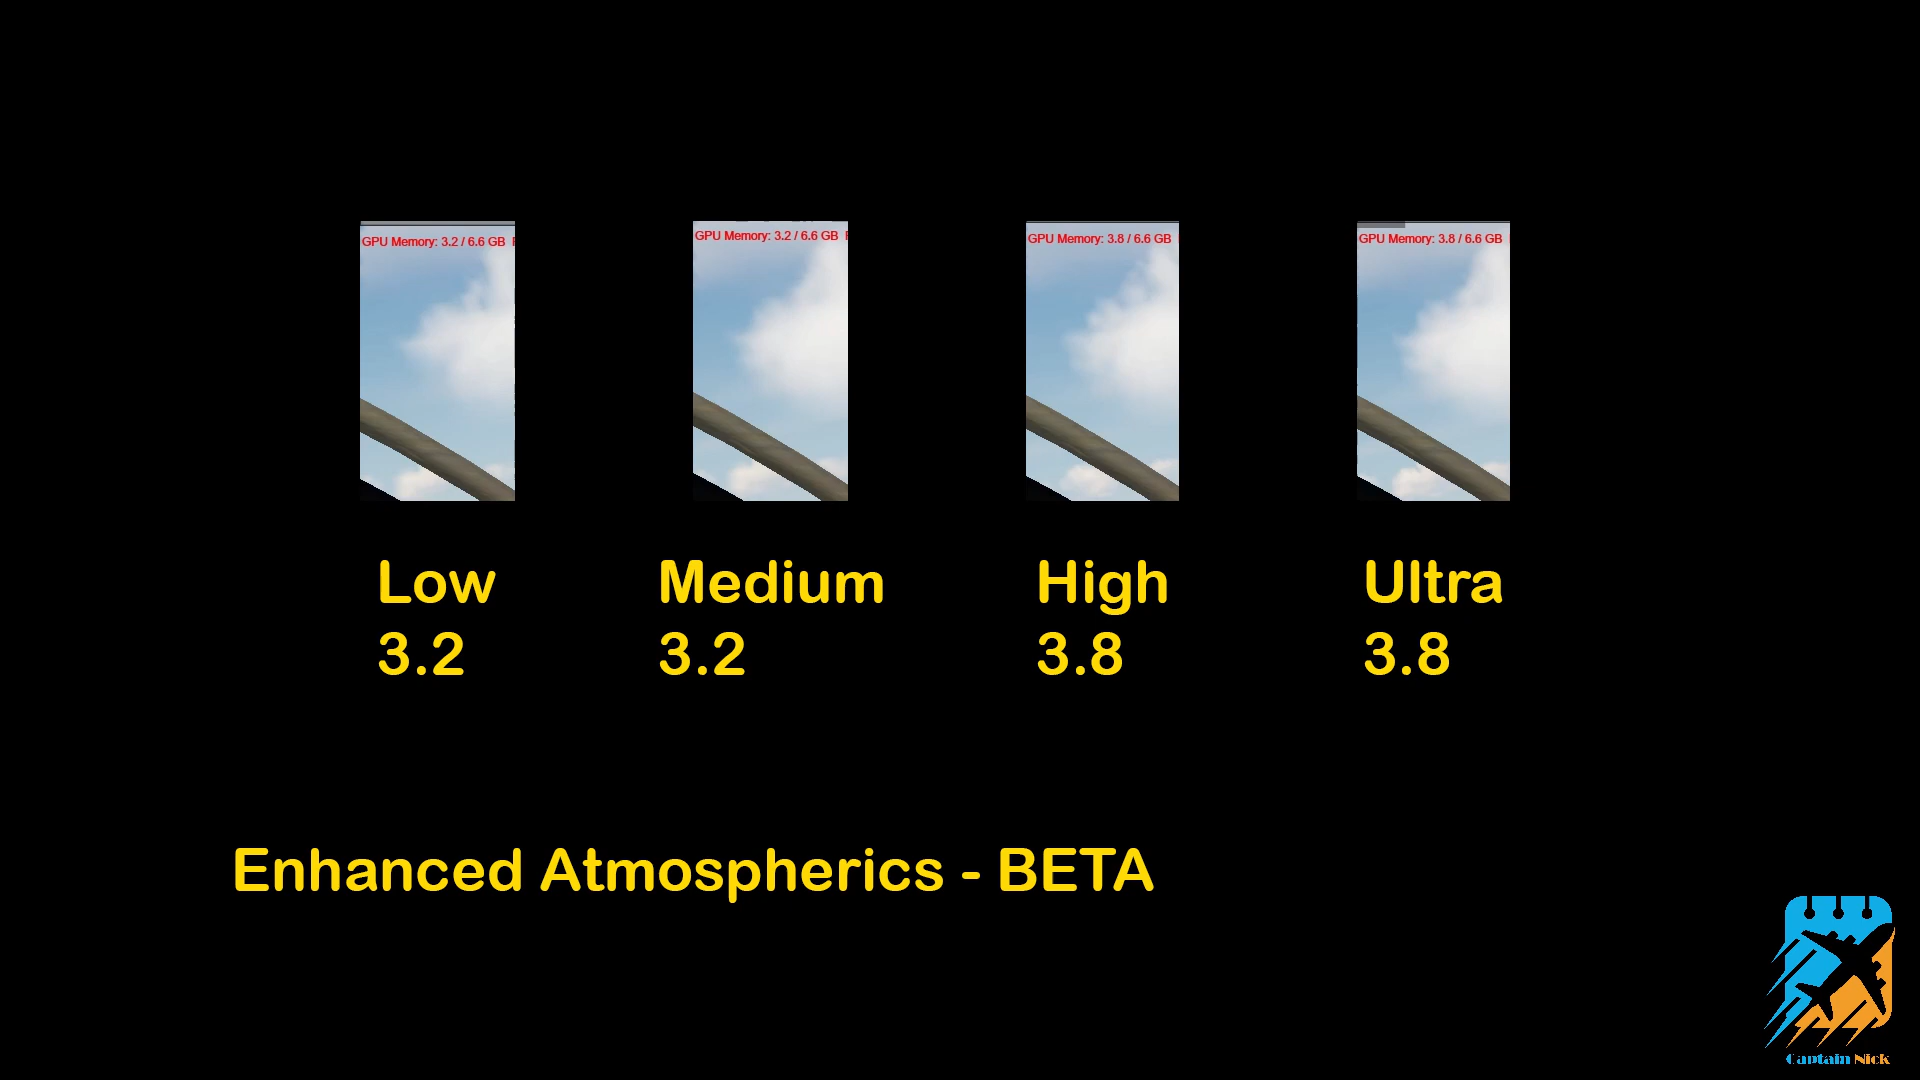 GPU Memory: 3.2 / 6.6 GB
GPU Memory: 3.2 / 6.6 GB
GPU Memory: 3.8 / 6.6 GB
GPU Memory: 3.8 / 6.6 GB
Low
3.2
Medium
3.2
High
3.8
Ultra
3.8
Enhanced Atmospherics - BETA
Captain Nick